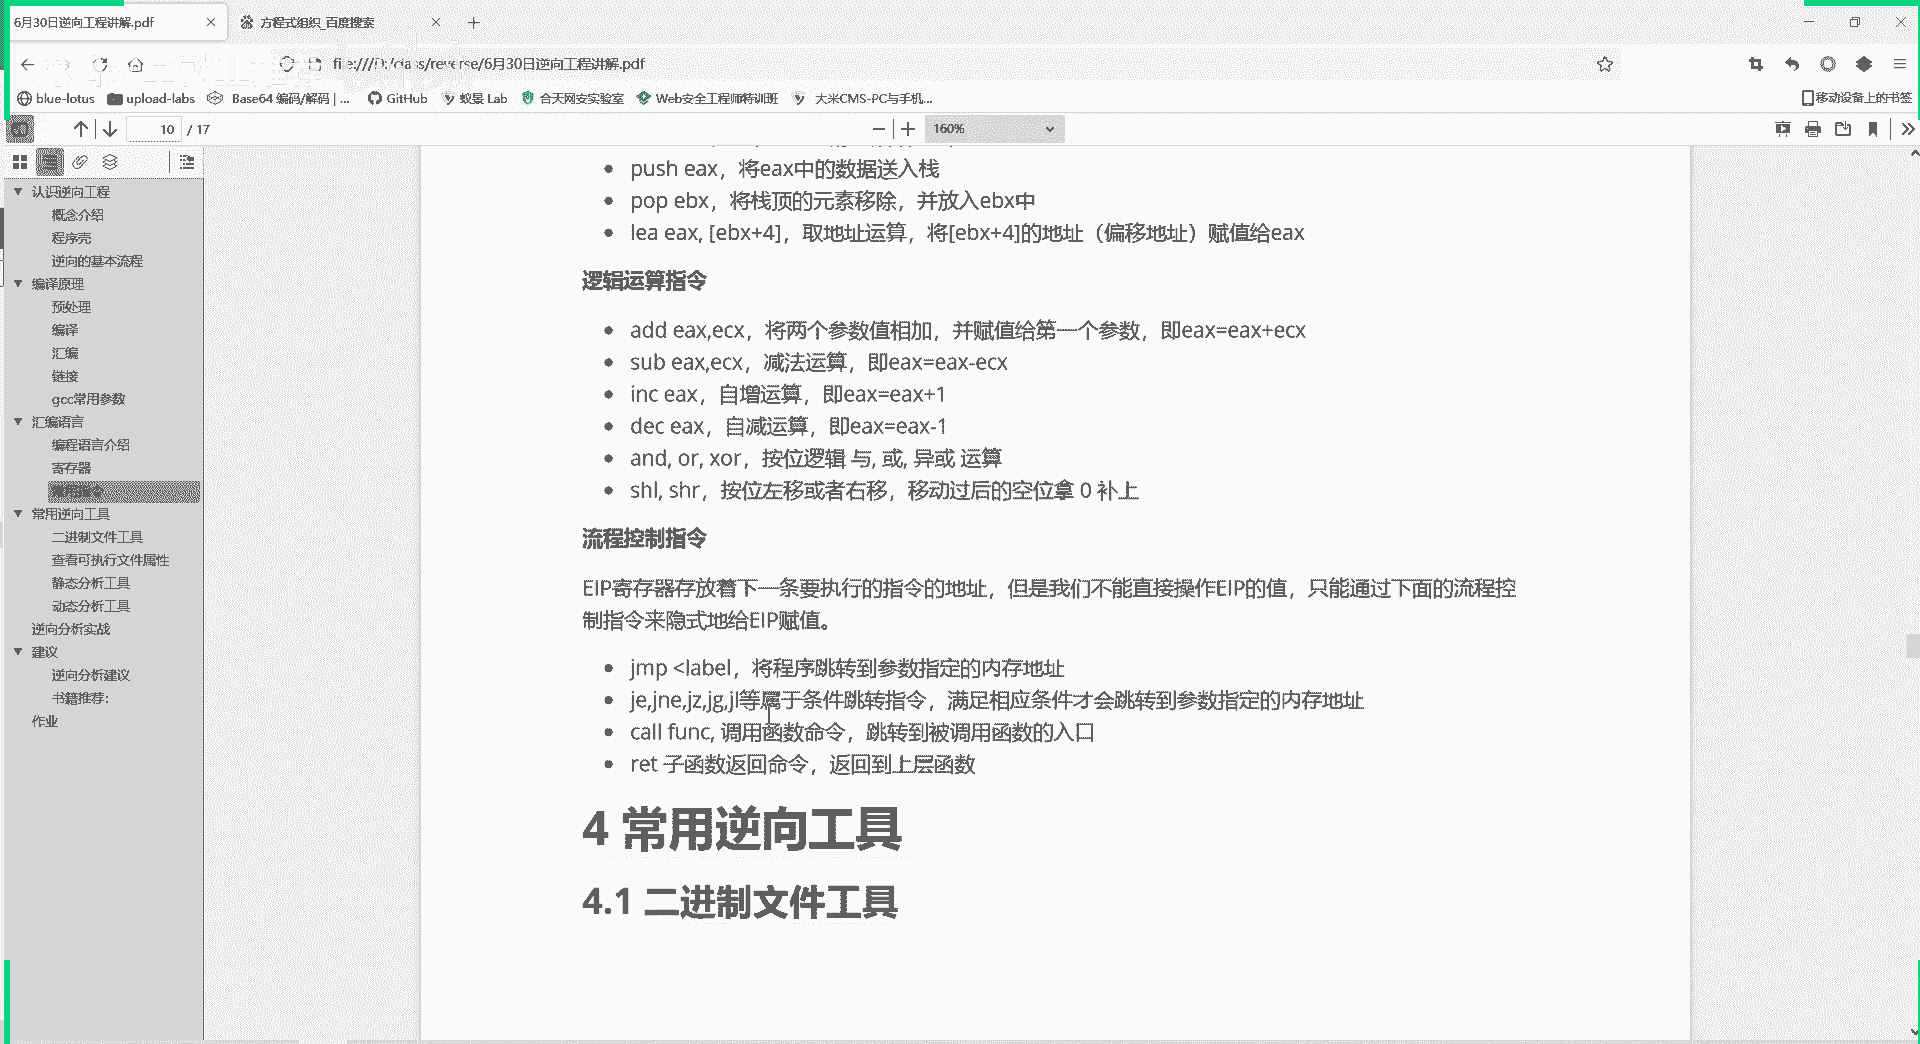 6月30日逆向工程讲解.pdf
方程式组织_百度搜索
file:///D:/class/reverse/6月30日逆向工程讲解.pdf
blue-lotus upload-labs Base64 编码/解码 | ... GitHub 蚁景 Lab 合天网安实验室 Web安全工程师特训班 大米CMS-PC与手机... 移动设备上的书签
10 / 17 160%
认识逆向工程
概念介绍
程序壳
逆向的基本流程
编译原理
预处理
编译
汇编
链接
gcc常用参数
汇编语言
编程语言介绍
寄存器
常用指令
常用逆向工具
二进制文件工具
查看可执行文件属性
静态分析工具
动态分析工具
逆向分析实战
建议
逆向分析建议
书籍推荐：
作业
push eax，将eax中的数据送入栈
pop ebx，将栈顶的元素移除，并放入ebx中
lea eax, [ebx+4]，取地址运算，将[ebx+4]的地址（偏移地址）赋值给eax
逻辑运算指令
add eax,ecx，将两个参数值相加，并赋值给第一个参数，即eax=eax+ecx
sub eax,ecx，减法运算，即eax=eax-ecx
inc eax，自增运算，即eax=eax+1
dec eax，自减运算，即eax=eax-1
and, or, xor，按位逻辑 与, 或, 异或 运算
shl, shr，按位左移或者右移，移动过后的空位拿 0 补上
流程控制指令
EIP寄存器存放着下一条要执行的指令的地址，但是我们不能直接操作EIP的值，只能通过下面的流程控
制指令来隐式地给EIP赋值。
jmp <label，将程序跳转到参数指定的内存地址
je,jne,jz,jg,jl等属于条件跳转指令，满足相应条件才会跳转到参数指定的内存地址
call func, 调用函数命令，跳转到被调用函数的入口
ret 子函数返回命令，返回到上层函数
4 常用逆向工具
4.1 二进制文件工具